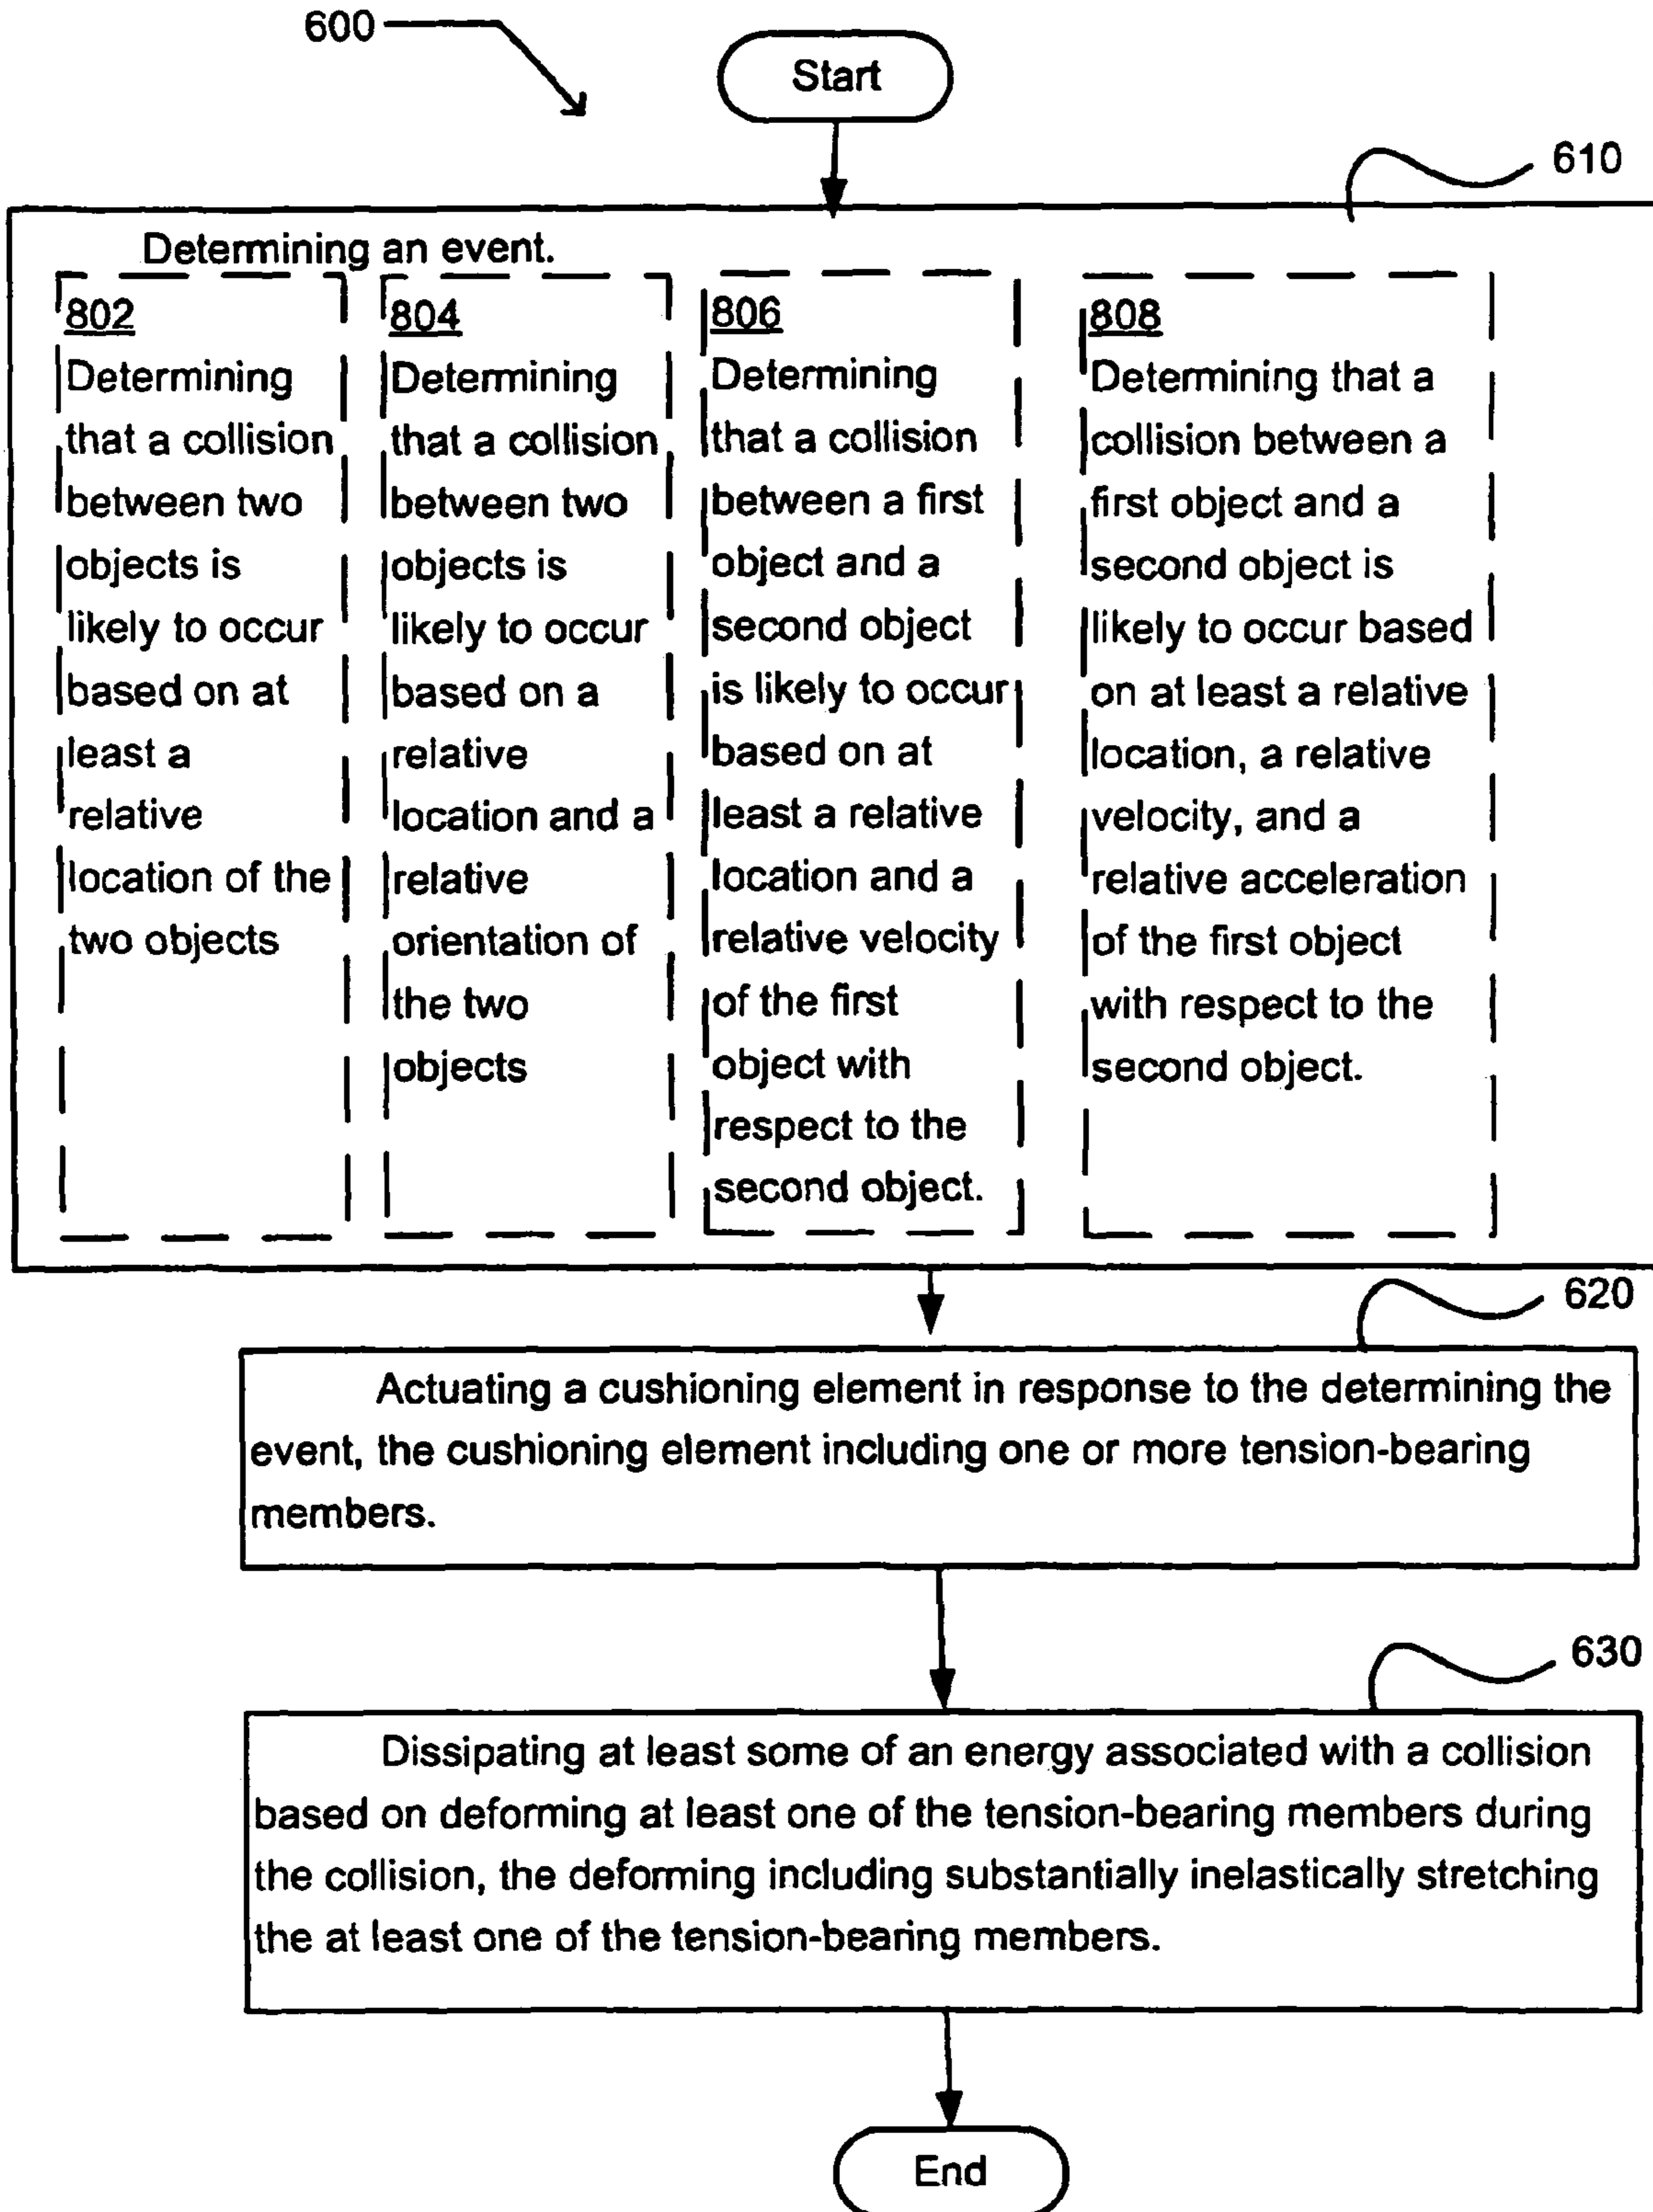 600
Start
610
Determining an event.
802
Determining
that a collision
between two
objects is
likely to occur
based on at
least a
relative
location of the
two objects
804
Determining
that a collision
between two
objects is
likely to occur
based on a
relative
location and a
relative
orientation of
the two
objects
806
Determining
that a collision
between a first
object and a
second object
is likely to occur
based on at
least a relative
location and a
relative velocity
of the first
object with
respect to the
second object.
808
Determining that a
collision between a
first object and a
second object is
likely to occur based
on at least a relative
location, a relative
velocity, and a
relative acceleration
of the first object
with respect to the
second object.
620
Actuating a cushioning element in response to the determining the
event, the cushioning element including one or more tension-bearing
members.
630
Dissipating at least some of an energy associated with a collision
based on deforming at least one of the tension-bearing members during
the collision, the deforming including substantially inelastically stretching
the at least one of the tension-bearing members.
End